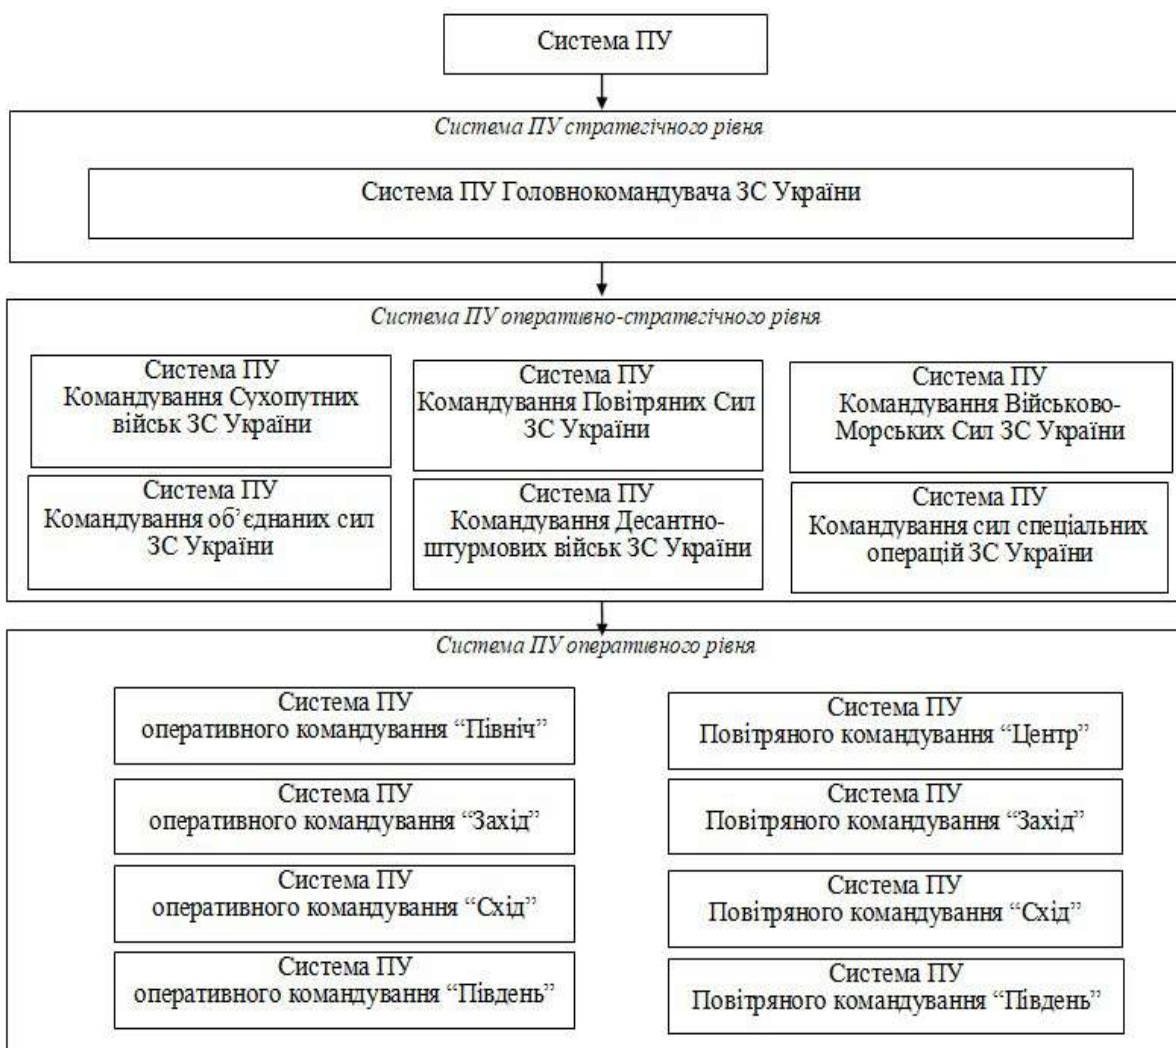 Система ПУ
Система ПУ стратегічного рівня
Система ПУ Головнокомандувача ЗС України
Система ПУ оперативно-стратегічного рівня
Система ПУ
Командування Сухопутних
військ ЗС України
Система ПУ
Командування Повітряних Сил
ЗС України
Система ПУ
Командування Військово-
Морських Сил ЗС України
Система ПУ
Командування об’єднаних сил
ЗС України
Система ПУ
Командування Десантно-
штурмових військ ЗС України
Система ПУ
Командування сил спеціальних
операцій ЗС України
Система ПУ оперативного рівня
Система ПУ
оперативного командування “Північ”
Система ПУ
Повітряного командування “Центр”
Система ПУ
оперативного командування “Захід”
Система ПУ
Повітряного командування “Захід”
Система ПУ
оперативного командування “Схід”
Система ПУ
Повітряного командування “Схід”
Система ПУ
оперативного командування “Південь”
Система ПУ
Повітряного командування “Південь”